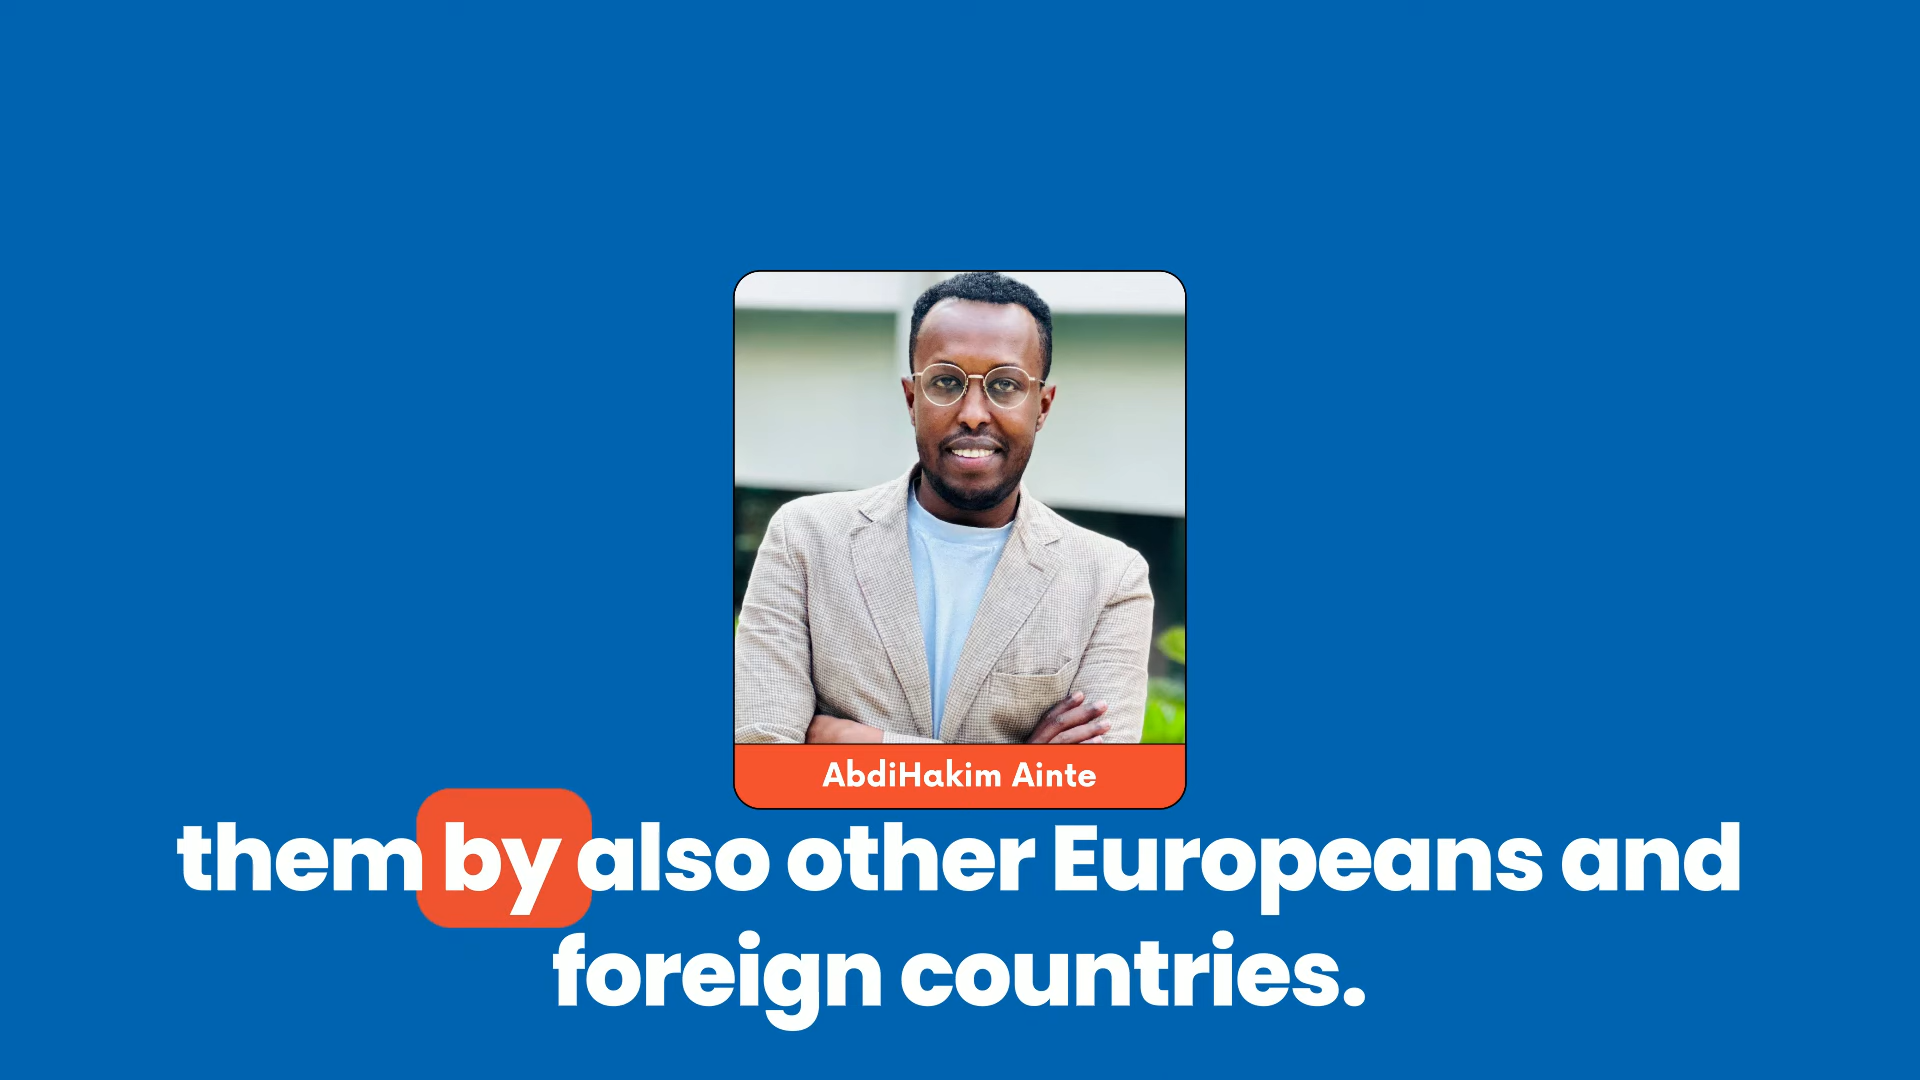 AbdiHakim Ainte
them by also other Europeans and
foreign countries.